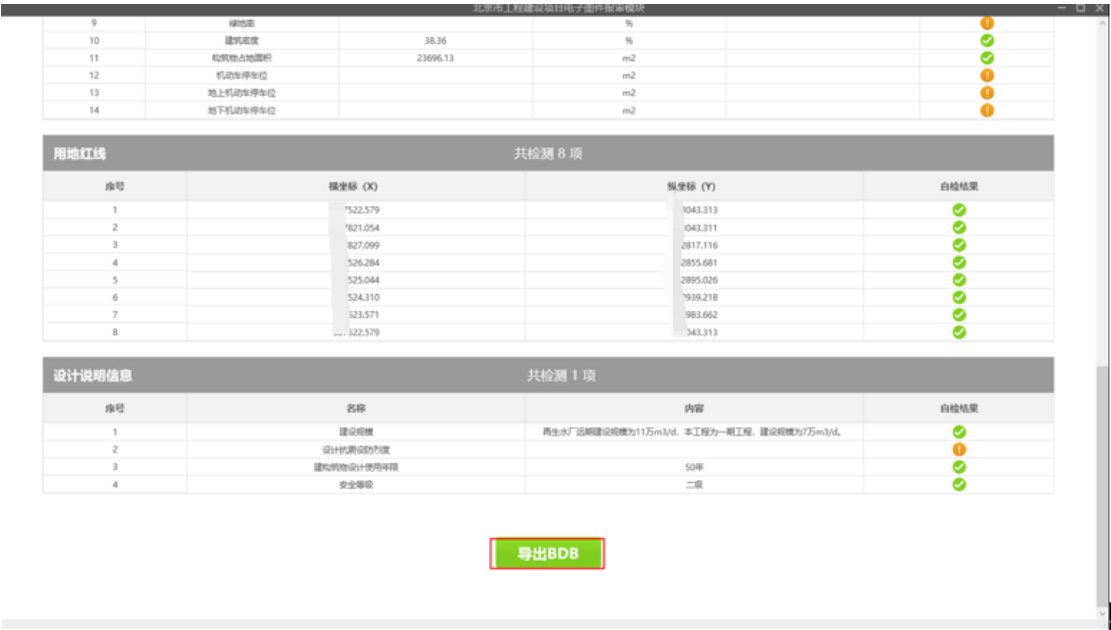 北京市工程建设项目电子图件报审模块
9 绿地率 %
10 建筑密度 38.36 %
11 构筑物占地面积 23696.13 m2
12 机动车停车位 m2
13 地上机动车停车位 m2
14 地下机动车停车位 m2
用地红线 共检测 8 项
序号 横坐标（X） 纵坐标（Y） 自检结果
1 7522.579 3043.313
2 7821.054 3043.311
3 827.099 2817.116
4 526.284 2855.681
5 525.044 2895.026
6 524.310 2939.218
7 523.571 983.662
8 522.579 043.313
设计说明信息 共检测 1 项
序号 名称 内容 自检结果
1 建设规模 再生水厂远期建设规模为11万m3/d，本工程为一期工程，建设规模为7万m3/d。
2 设计抗震设防烈度
3 建构筑物设计使用年限 50年
4 安全等级 二级
导出BDB